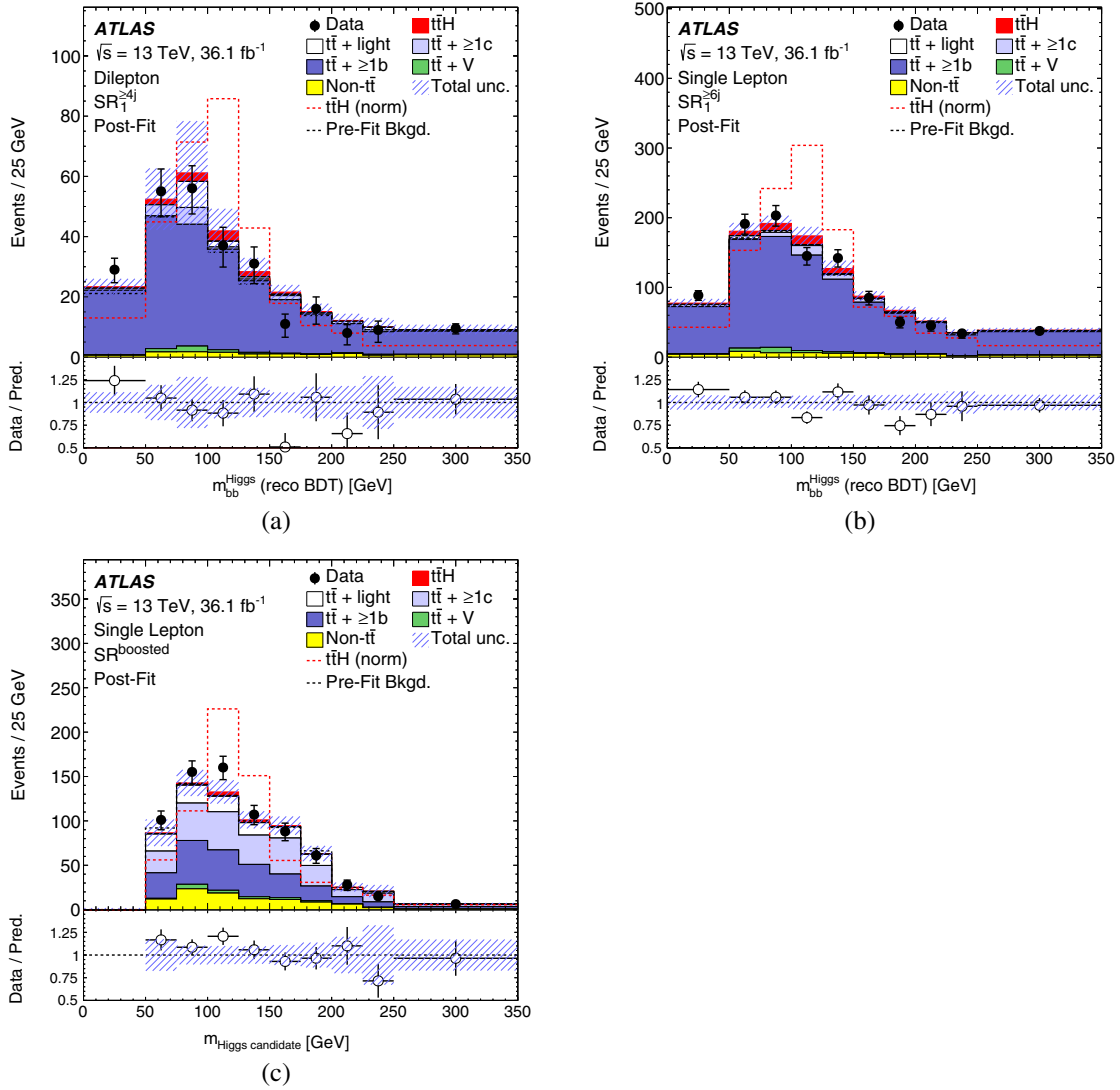 ATLAS
√s = 13 TeV, 36.1 fb⁻¹
Dilepton
SR₁^≥4j
Post-Fit
Data
tt̄H
tt̄ + light
tt̄ + ≥1c
tt̄ + ≥1b
tt̄ + V
Non-tt̄
Total unc.
tt̄H (norm)
Pre-Fit Bkgd.
Events / 25 GeV
100
80
60
40
20
0
Data / Pred.
1.25
1
0.75
0.5
0 50 100 150 200 250 300 350
m_bb^Higgs (reco BDT) [GeV]
(a)
ATLAS
√s = 13 TeV, 36.1 fb⁻¹
Single Lepton
SR₁^≥6j
Post-Fit
Data
tt̄H
tt̄ + light
tt̄ + ≥1c
tt̄ + ≥1b
tt̄ + V
Non-tt̄
Total unc.
tt̄H (norm)
Pre-Fit Bkgd.
Events / 25 GeV
500
400
300
200
100
0
Data / Pred.
1.25
1
0.75
0.5
0 50 100 150 200 250 300 350
m_bb^Higgs (reco BDT) [GeV]
(b)
ATLAS
√s = 13 TeV, 36.1 fb⁻¹
Single Lepton
SR^boosted
Post-Fit
Data
tt̄H
tt̄ + light
tt̄ + ≥1c
tt̄ + ≥1b
tt̄ + V
Non-tt̄
Total unc.
tt̄H (norm)
Pre-Fit Bkgd.
Events / 25 GeV
350
300
250
200
150
100
50
0
Data / Pred.
1.25
1
0.75
0.5
0 50 100 150 200 250 300 350
m_Higgs candidate [GeV]
(c)